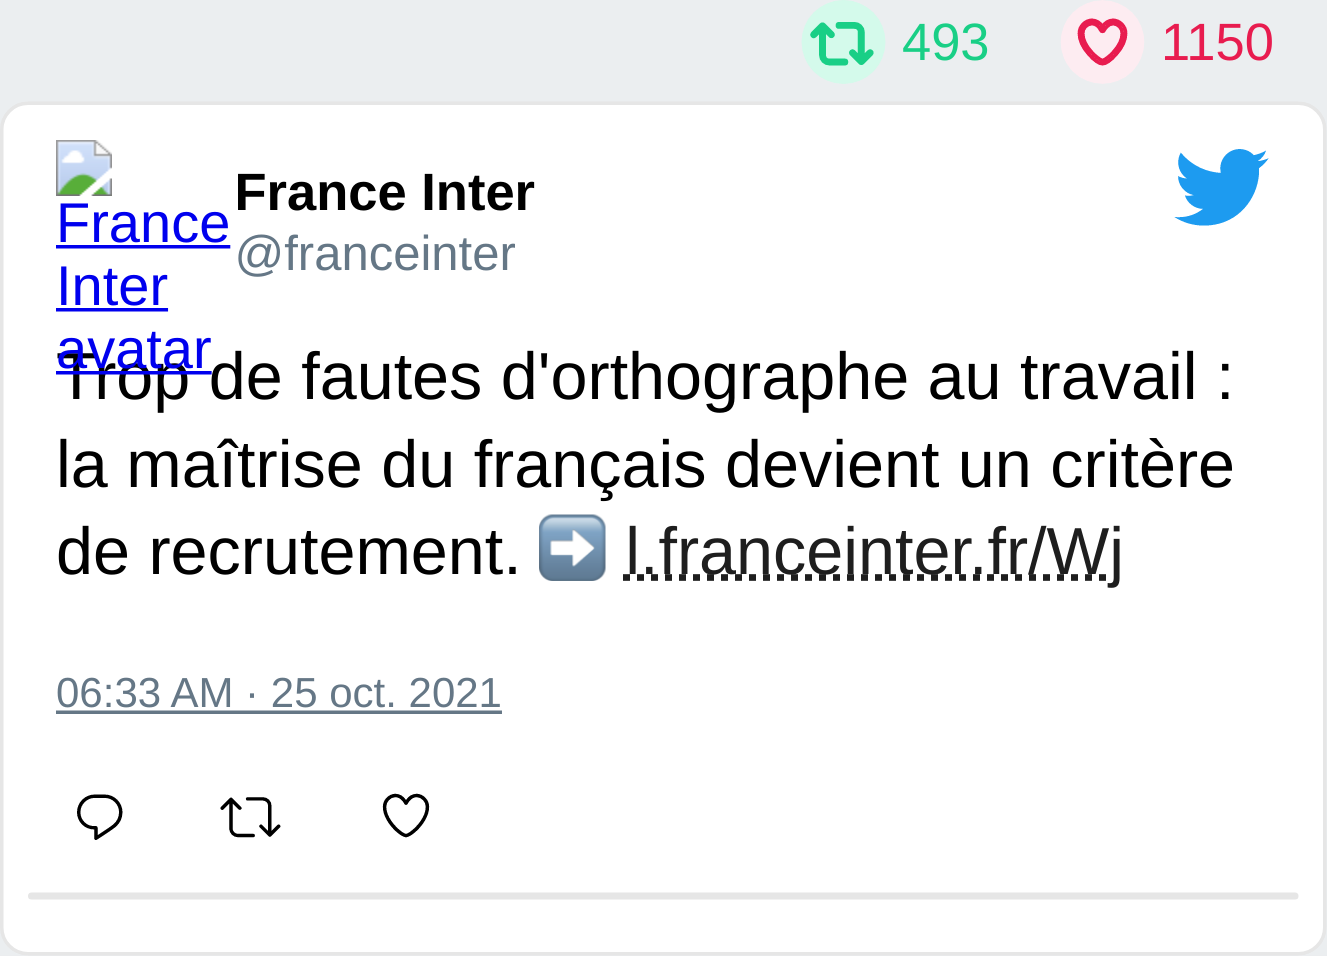 493 1150
France Inter
@franceinter
France
Inter
avatar
Trop de fautes d'orthographe au travail :
la maîtrise du français devient un critère
de recrutement. ➡ l.franceinter.fr/Wj
06:33 AM · 25 oct. 2021